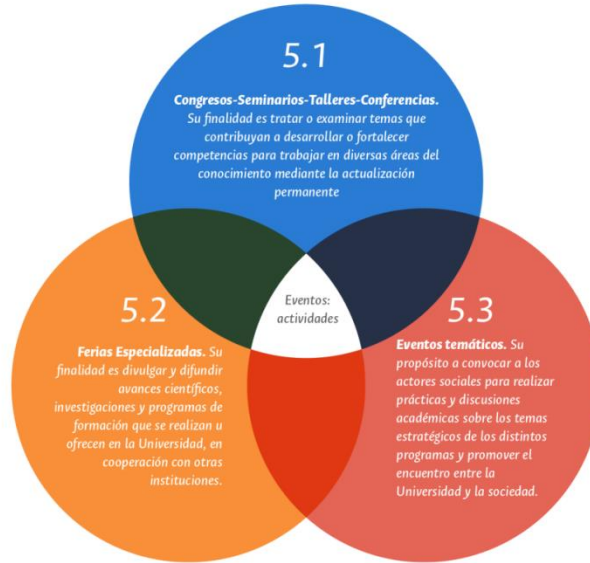 5.1
Congresos-Seminarios-Talleres-Conferencias.
Su finalidad es tratar o examinar temas que
contribuyan a desarrollar o fortalecer
competencias para trabajar en diversas áreas del
conocimiento mediante la actualización
permanente
Eventos:
actividades
5.2
Ferias Especializadas. Su
finalidad es divulgar y difundir
avances científicos,
investigaciones y programas de
formación que se realizan u
ofrecen en la Universidad, en
cooperación con otras
instituciones.
5.3
Eventos temáticos. Su
propósito a convocar a los
actores sociales para realizar
prácticas y discusiones
académicas sobre los temas
estratégicos de los distintos
programas y promover el
encuentro entre la
Universidad y la sociedad.